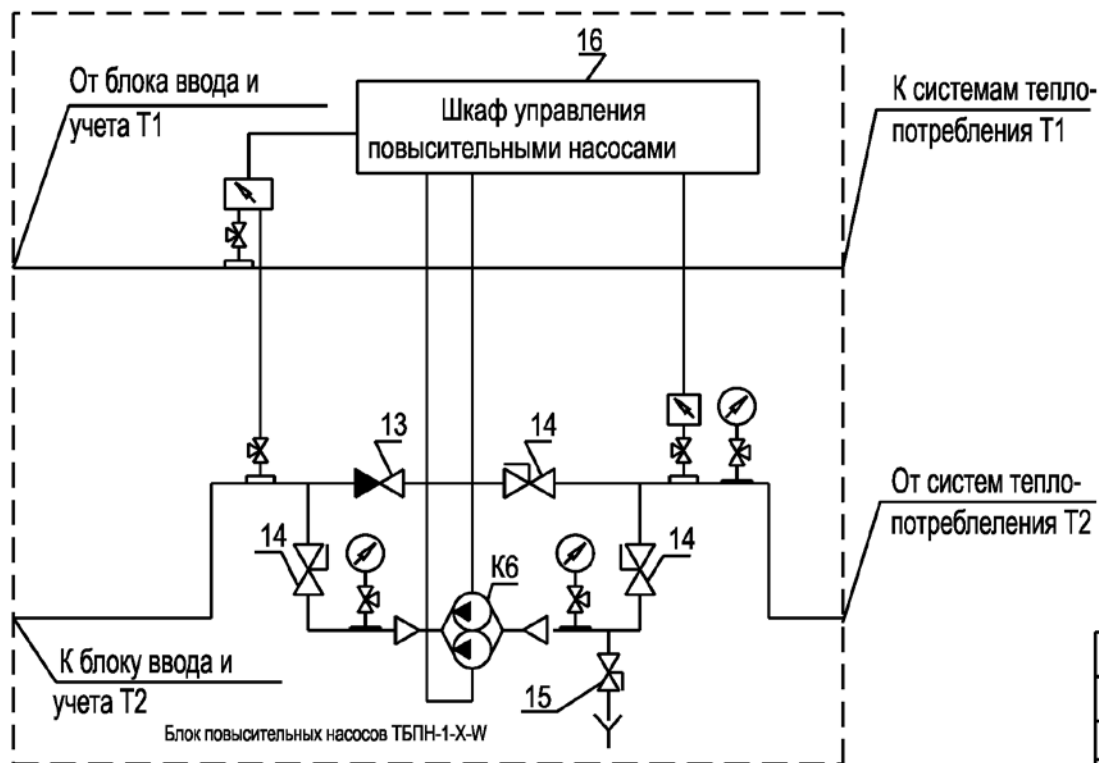 16
От блока ввода и
учета Т1
Шкаф управления
повысительными насосами
К системам тепло-
потребления Т1
13
14
От систем тепло-
потреблеления Т2
14
К6
14
К блоку ввода и
учета Т2
15
Блок повысительных насосов ТБПН-1-X-W